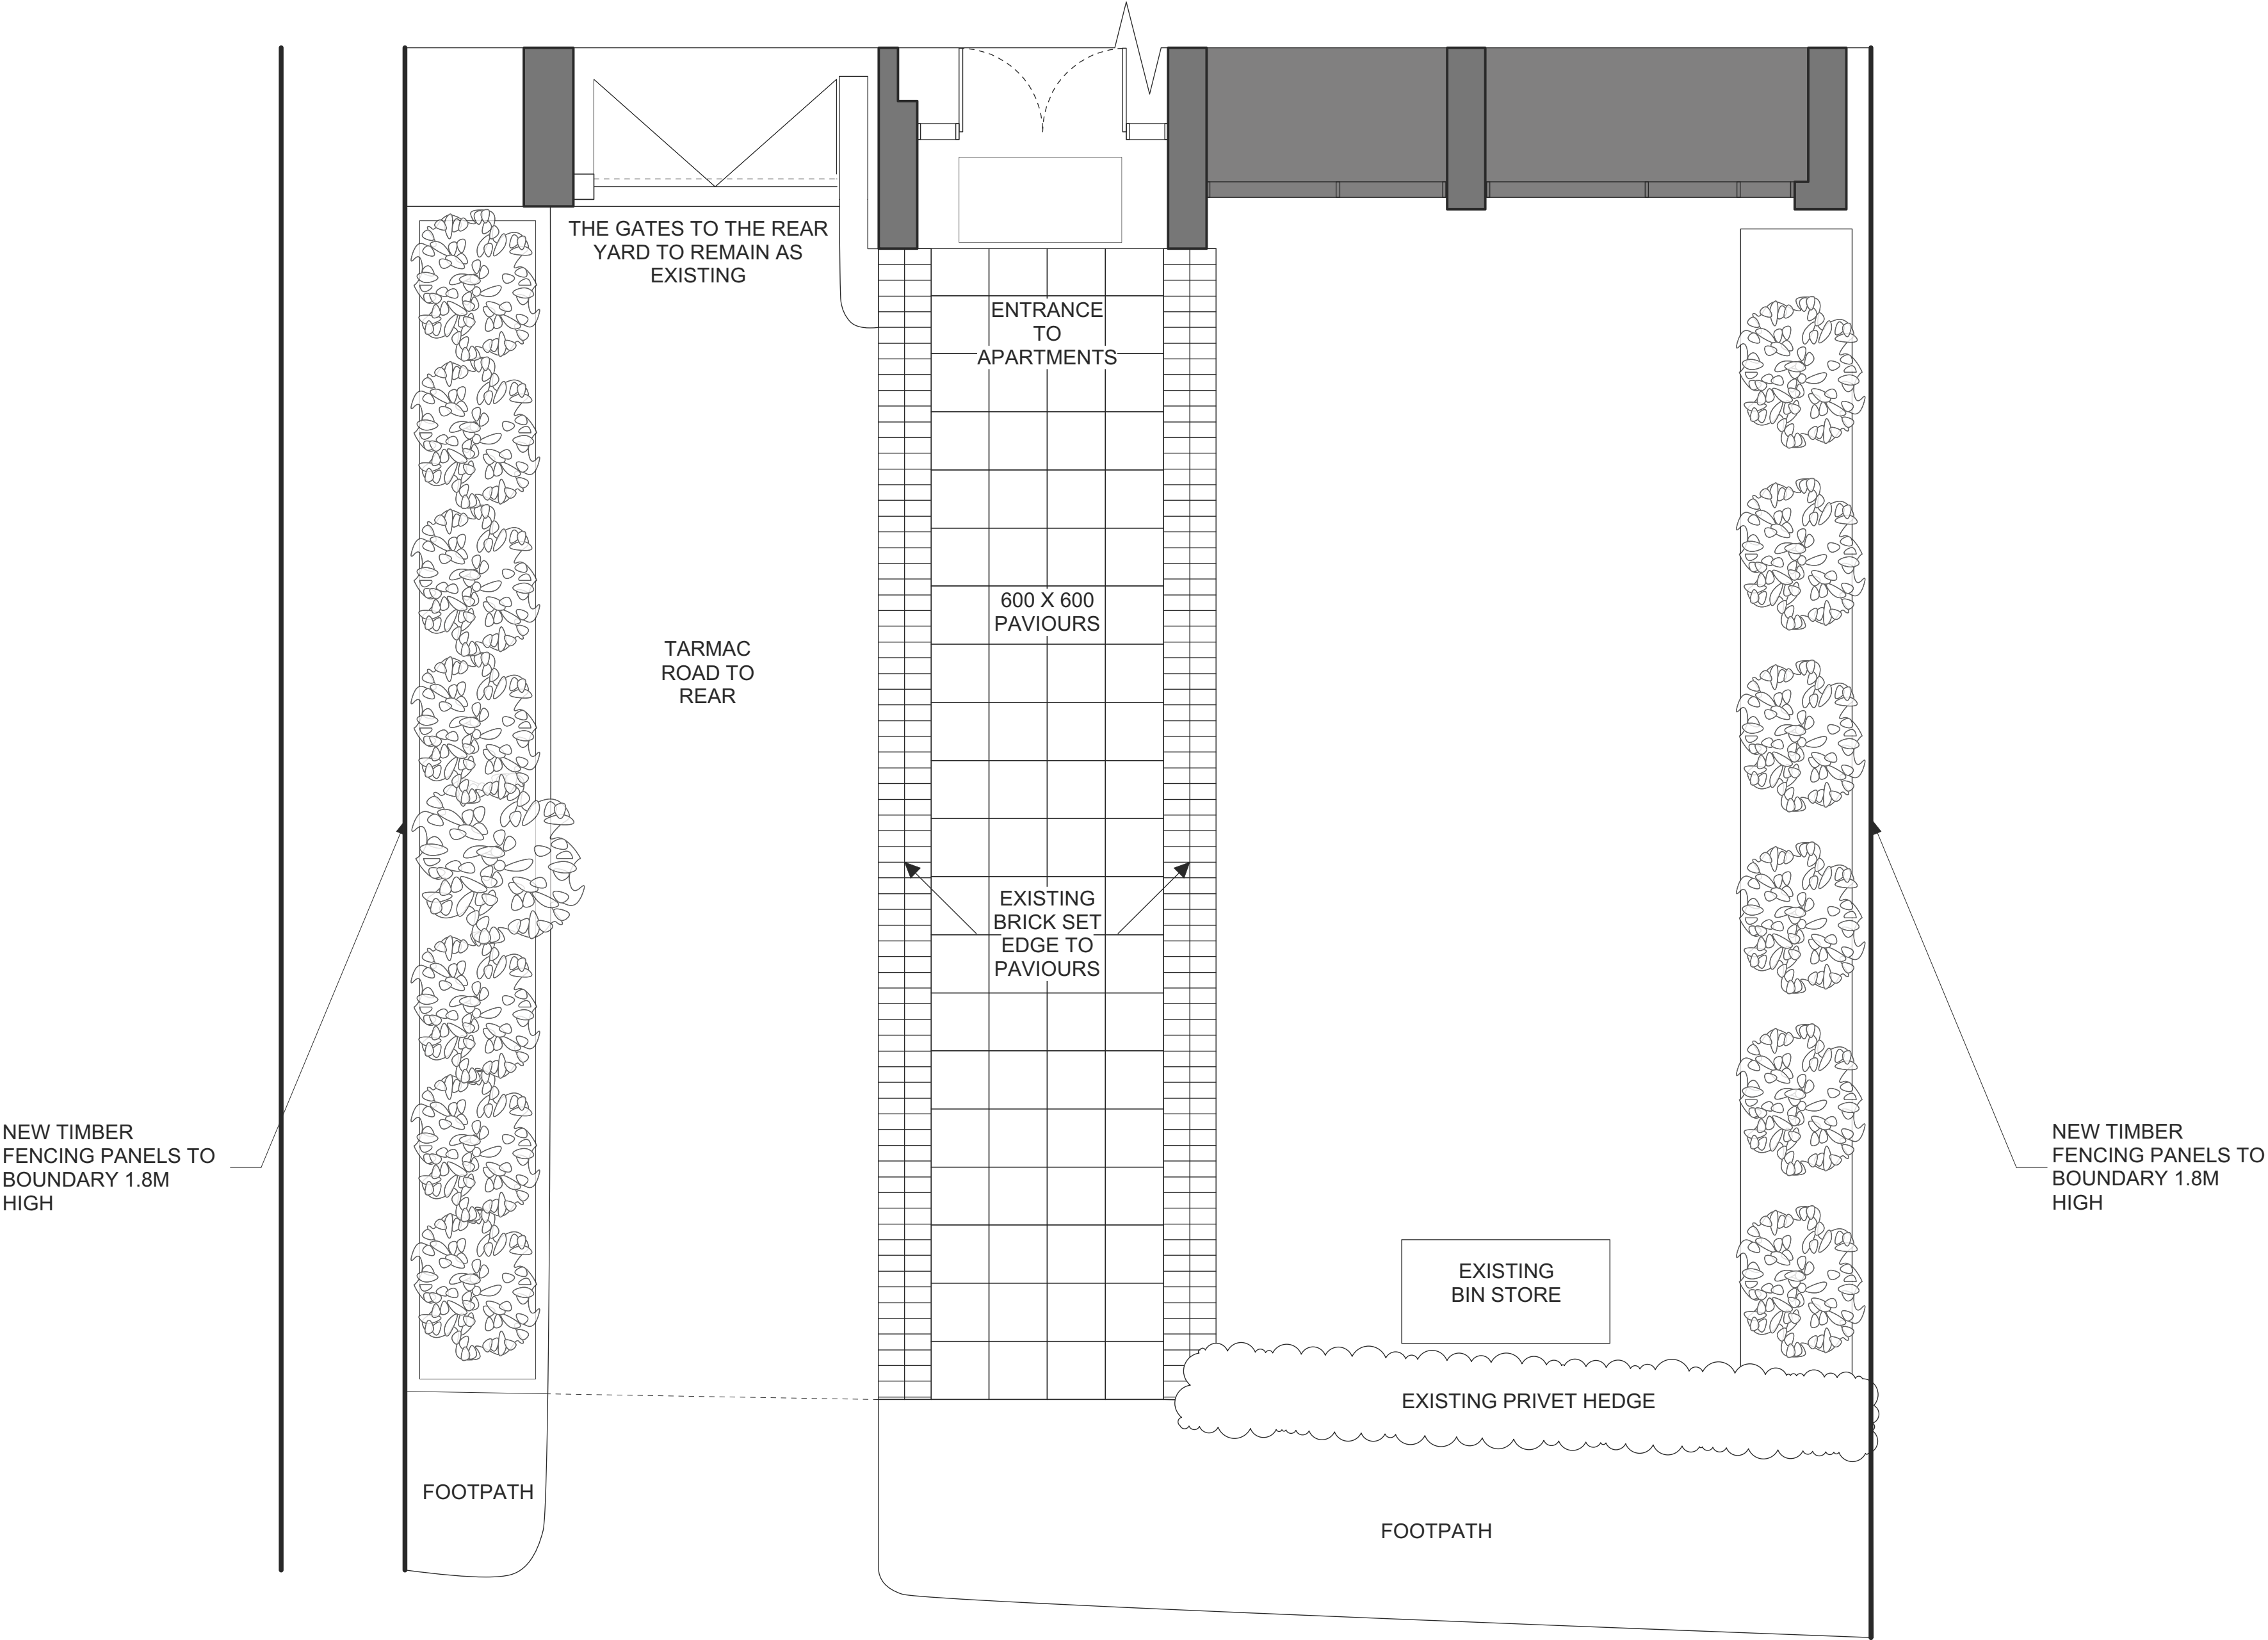 THE GATES TO THE REAR
YARD TO REMAIN AS
EXISTING
ENTRANCE
TO
APARTMENTS
600 X 600
PAVIOURS
TARMAC
ROAD TO
REAR
EXISTING
BRICK SET
EDGE TO
PAVIOURS
NEW TIMBER
FENCING PANELS TO
BOUNDARY 1.8M
HIGH
NEW TIMBER
FENCING PANELS TO
BOUNDARY 1.8M
HIGH
EXISTING
BIN STORE
EXISTING PRIVET HEDGE
FOOTPATH
FOOTPATH